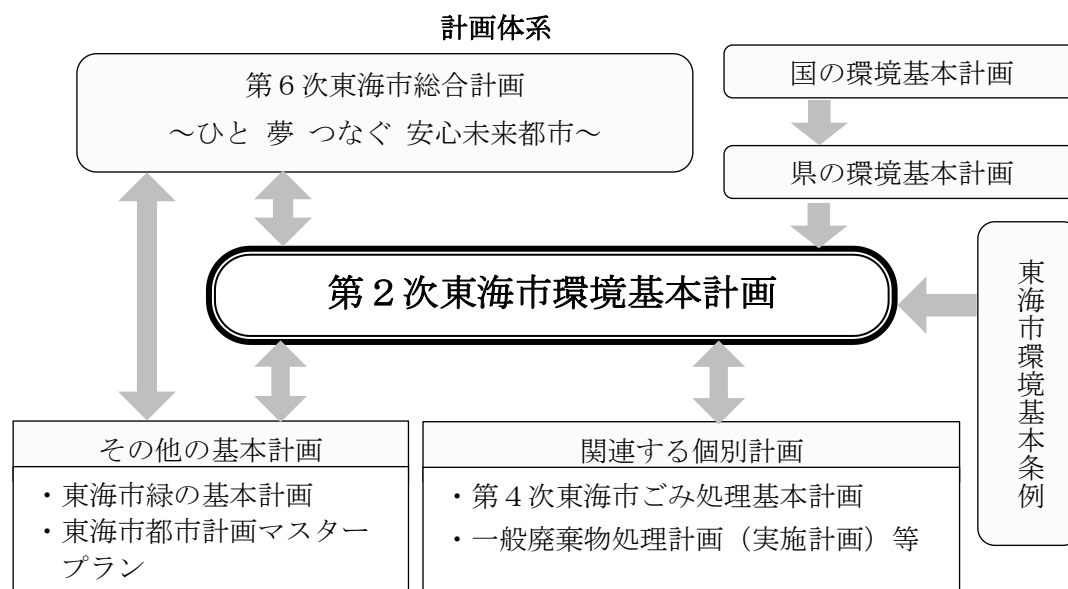 計画体系
第６次東海市総合計画
～ひと 夢 つなぐ 安心未来都市～
国の環境基本計画
県の環境基本計画
第２次東海市環境基本計画
東海市環境基本条例
その他の基本計画
・東海市緑の基本計画
・東海市都市計画マスター
プラン
関連する個別計画
・第４次東海市ごみ処理基本計画
・一般廃棄物処理計画（実施計画）等